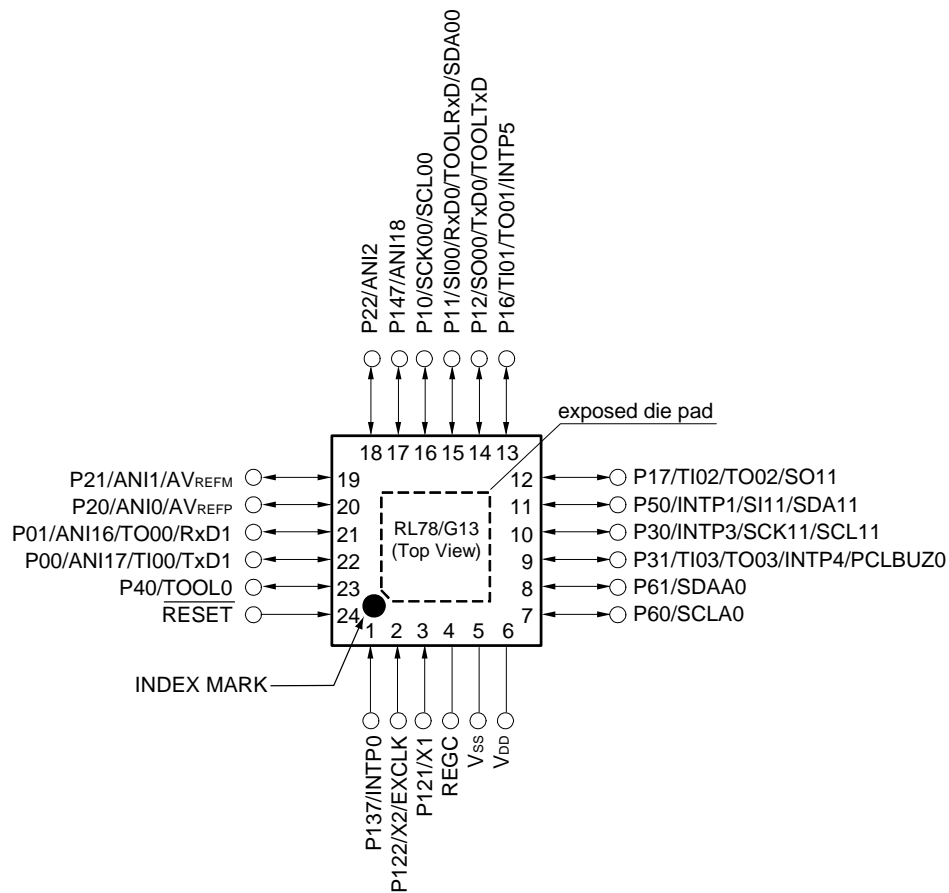 P22/ANI2
P147/ANI18
P10/SCK00/SCL00
P11/SI00/RxD0/TOOLRxD/SDA00
P12/SO00/TxD0/TOOLTxD
P16/TI01/TO01/INTP5
exposed die pad
18 17 16 15 14 13
P21/ANI1/AVREFM 19
P20/ANI0/AVREFP 20
P01/ANI16/TO00/RxD1 21
P00/ANI17/TI00/TxD1 22
P40/TOOL0 23
RESET 24
RL78/G13
(Top View)
12 P17/TI02/TO02/SO11
11 P50/INTP1/SI11/SDA11
10 P30/INTP3/SCK11/SCL11
9 P31/TI03/TO03/INTP4/PCLBUZ0
8 P61/SDAA0
7 P60/SCLA0
1 2 3 4 5 6
INDEX MARK
P137/INTP0
P122/X2/EXCLK
P121/X1
REGC
VSS
VDD